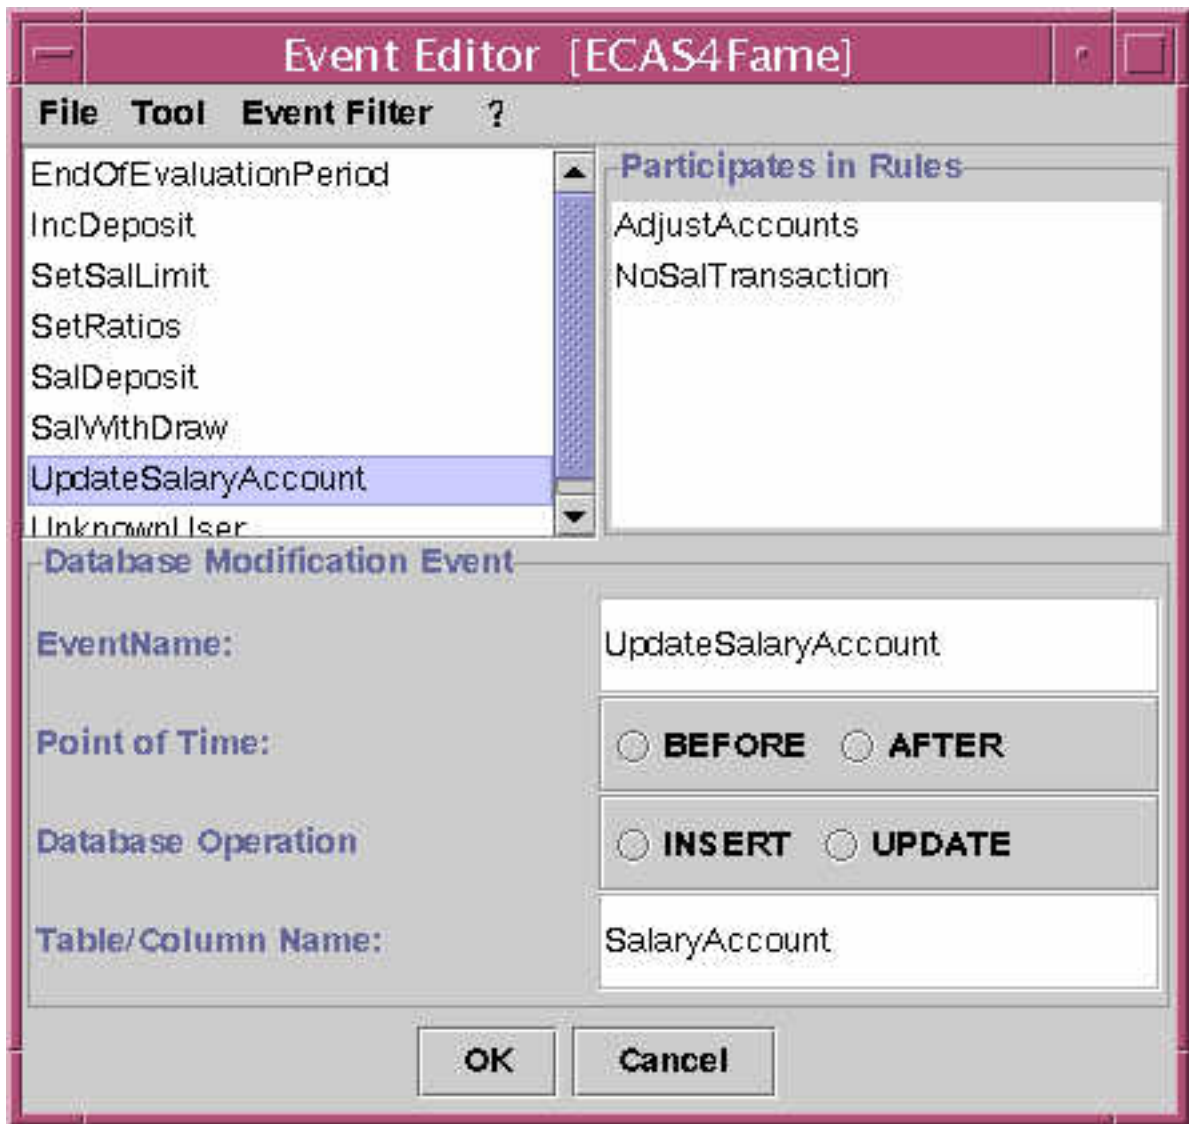 Event Editor [ECAS4Fame]
File Tool Event Filter ?
EndOfEvaluationPeriod
IncDeposit
SetSalLimit
SetRatios
SalDeposit
SalWithDraw
UpdateSalaryAccount
UnknownUser
Participates in Rules
AdjustAccounts
NoSalTransaction
Database Modification Event
EventName: UpdateSalaryAccount
Point of Time: BEFORE AFTER
Database Operation INSERT UPDATE
Table/Column Name: SalaryAccount
OK Cancel